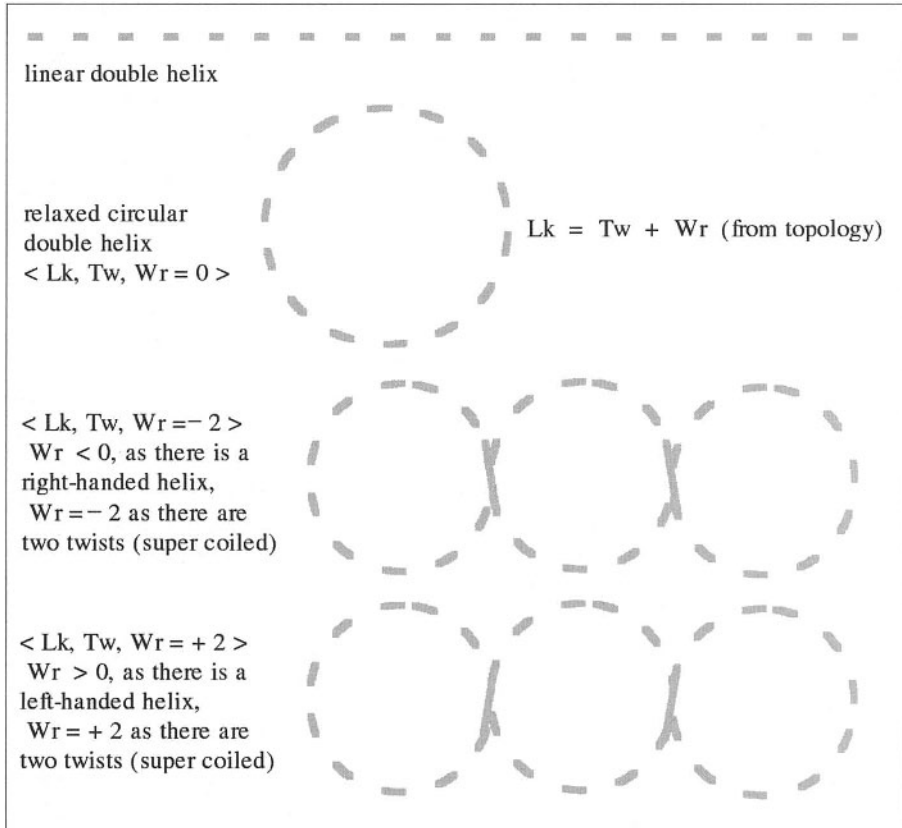 linear double helix
relaxed circular
double helix
< Lk, Tw, Wr = 0 >
Lk = Tw + Wr (from topology)
< Lk, Tw, Wr = − 2 >
Wr < 0, as there is a
right-handed helix,
Wr = − 2 as there are
two twists (super coiled)
< Lk, Tw, Wr = + 2 >
Wr > 0, as there is a
left-handed helix,
Wr = + 2 as there are
two twists (super coiled)